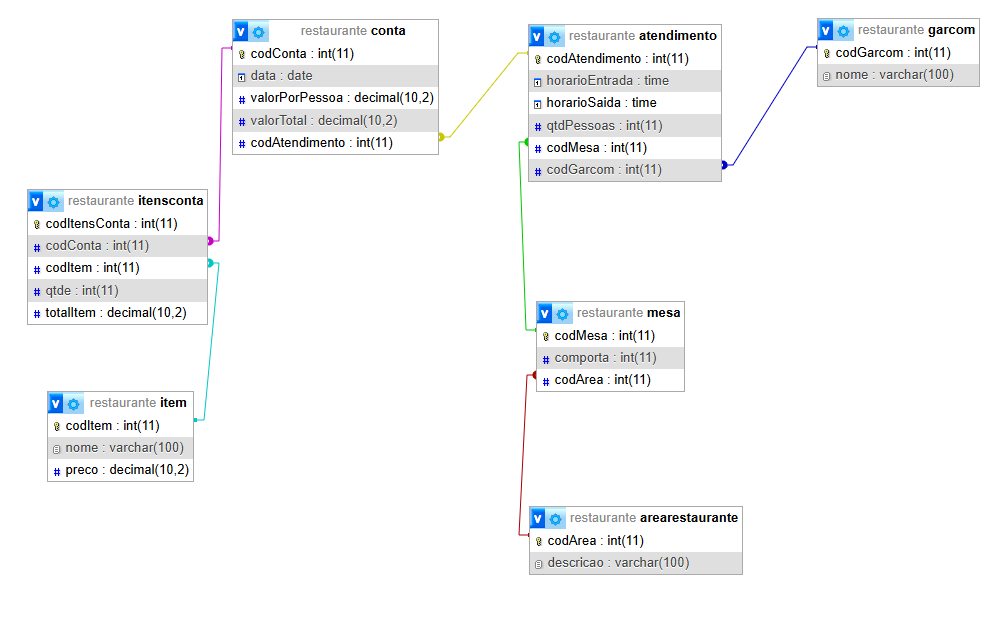 restaurante conta
codConta : int(11)
data : date
valorPorPessoa : decimal(10,2)
valorTotal : decimal(10,2)
codAtendimento : int(11)
restaurante atendimento
codAtendimento : int(11)
horarioEntrada : time
horarioSaida : time
qtdPessoas : int(11)
codMesa : int(11)
codGarcom : int(11)
restaurante garcom
codGarcom : int(11)
nome : varchar(100)
restaurante itensconta
codItensConta : int(11)
codConta : int(11)
codItem : int(11)
qtde : int(11)
totalItem : decimal(10,2)
restaurante mesa
codMesa : int(11)
comporta : int(11)
codArea : int(11)
restaurante item
codItem : int(11)
nome : varchar(100)
preco : decimal(10,2)
restaurante arearestaurante
codArea : int(11)
descricao : varchar(100)